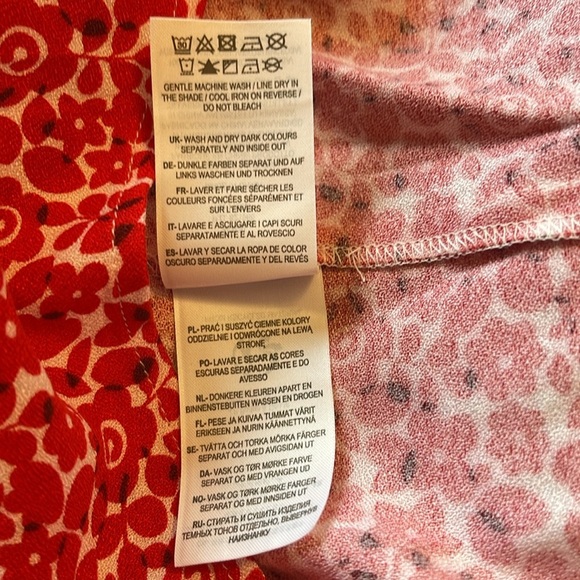 30
GENTLE MACHINE WASH / LINE DRY IN
THE SHADE / COOL IRON ON REVERSE /
DO NOT BLEACH
UK- WASH AND DRY DARK COLOURS
SEPARATELY AND INSIDE OUT
DE- DUNKLE FARBEN SEPARAT UND AUF
LINKS WASCHEN UND TROCKNEN
FR- LAVER ET FAIRE SÉCHER LES
COULEURS FONCÉES SÉPARÉMENT ET
SUR L'ENVERS
IT- LAVARE E ASCIUGARE I CAPI SCURI
SEPARATAMENTE E AL ROVESCIO
ES- LAVAR Y SECAR LA ROPA DE COLOR
OSCURO SEPARADAMENTE Y DEL REVÉS
PL- PRAĆ I SUSZYĆ CIEMNE KOLORY
ODDZIELNIE I ODWRÓCONE NA LEWĄ
STRONĘ
PO- LAVAR E SECAR AS CORES
ESCURAS SEPARADAMENTE E DO
AVESSO
NL- DONKERE KLEUREN APART EN
BINNENSTEBUITEN WASSEN EN DROGEN
FL- PESE JA KUIVAA TUMMAT VÄRIT
ERIKSEEN JA NURIN KÄÄNNETTYNÄ
SE- TVÄTTA OCH TORKA MÖRKA FÄRGER
SEPARAT OCH MED AVIGSIDAN UT
DA- VASK OG TØR MØRKE FARVE
SEPARAT OG MED VRANGEN UD
NO- VASK OG TØRK MØRKE FARGER
SEPARAT OG MED INNSIDEN UT
RU- СТИРАТЬ И СУШИТЬ ИЗДЕЛИЯ
ТЕМНЫХ ТОНОВ ОТДЕЛЬНО, ВЫВЕРНУВ
НАИЗНАНКУ